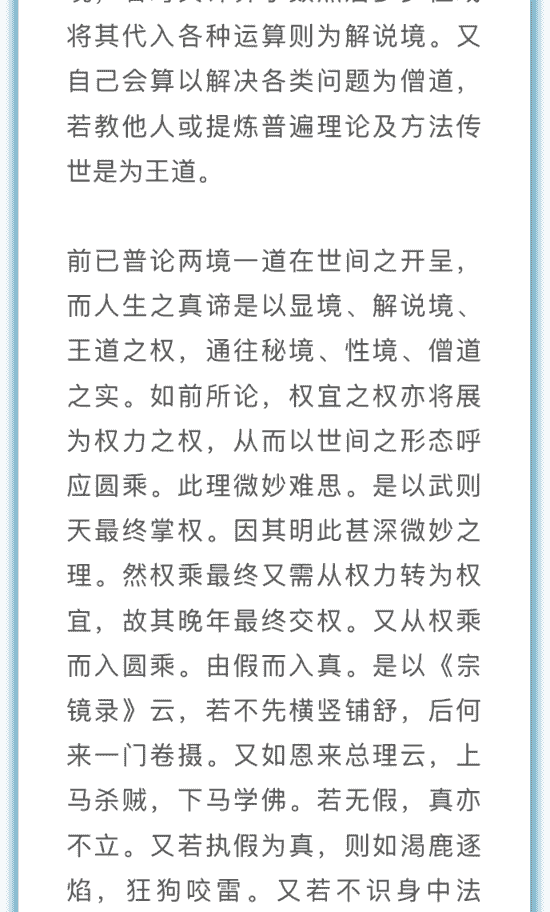 将其代入各种运算则为解说境。又
自己会算以解决各类问题为僧道，
若教他人或提炼普遍理论及方法传
世是为王道。
前已普论两境一道在世间之开呈，
而人生之真谛是以显境、解说境、
王道之权，通往秘境、性境、僧道
之实。如前所论，权宜之权亦将展
为权力之权，从而以世间之形态呼
应圆乘。此理微妙难思。是以武则
天最终掌权。因其明此甚深微妙之
理。然权乘最终又需从权力转为权
宜，故其晚年最终交权。又从权乘
而入圆乘。由假而入真。是以《宗
镜录》云，若不先横竖铺舒，后何
来一门卷摄。又如恩来总理云，上
马杀贼，下马学佛。若无假，真亦
不立。又若执假为真，则如渴鹿逐
焰，狂狗咬雷。又若不识身中法